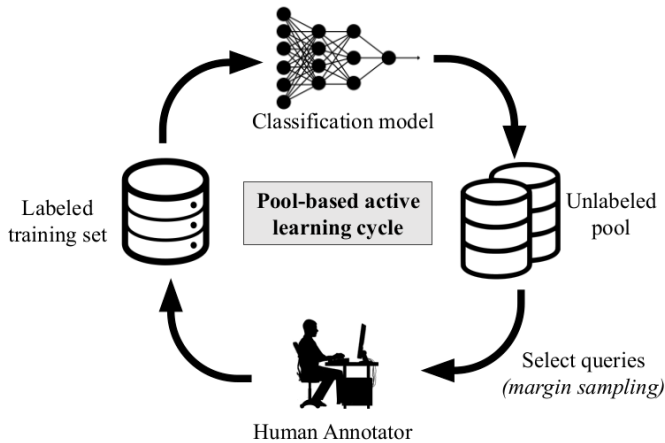 Classification model
Labeled
training set
Pool-based active
learning cycle
Unlabeled
pool
Select queries
(margin sampling)
Human Annotator